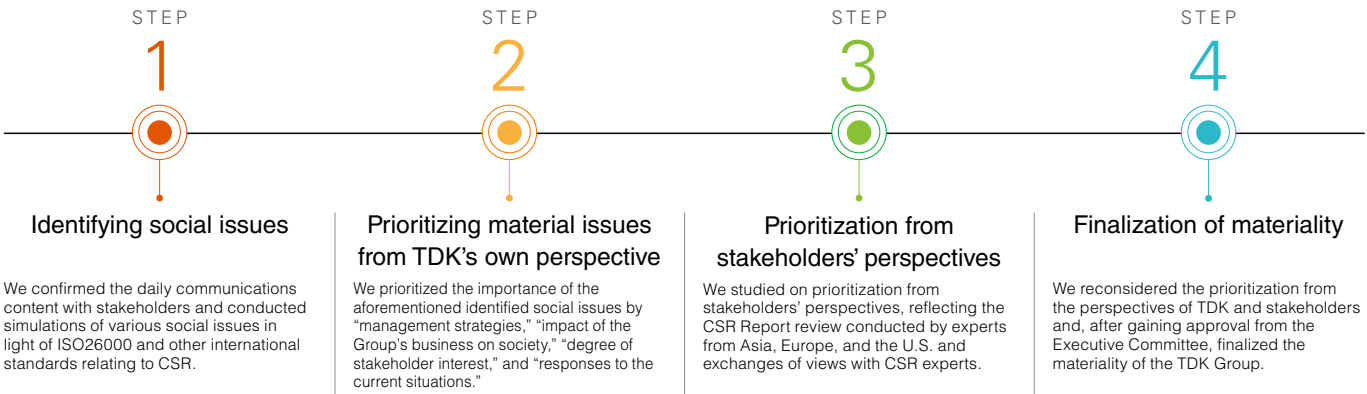 STEP
1
Identifying social issues
We confirmed the daily communications
content with stakeholders and conducted
simulations of various social issues in
light of ISO26000 and other international
standards relating to CSR.
STEP
2
Prioritizing material issues
from TDK’s own perspective
We prioritized the importance of the
aforementioned identified social issues by
“management strategies,” “impact of the
Group’s business on society,” “degree of
stakeholder interest,” and “responses to the
current situations.”
STEP
3
Prioritization from
stakeholders’ perspectives
We studied on prioritization from
stakeholders’ perspectives, reflecting the
CSR Report review conducted by experts
from Asia, Europe, and the U.S. and
exchanges of views with CSR experts.
STEP
4
Finalization of materiality
We reconsidered the prioritization from
the perspectives of TDK and stakeholders
and, after gaining approval from the
Executive Committee, finalized the
materiality of the TDK Group.